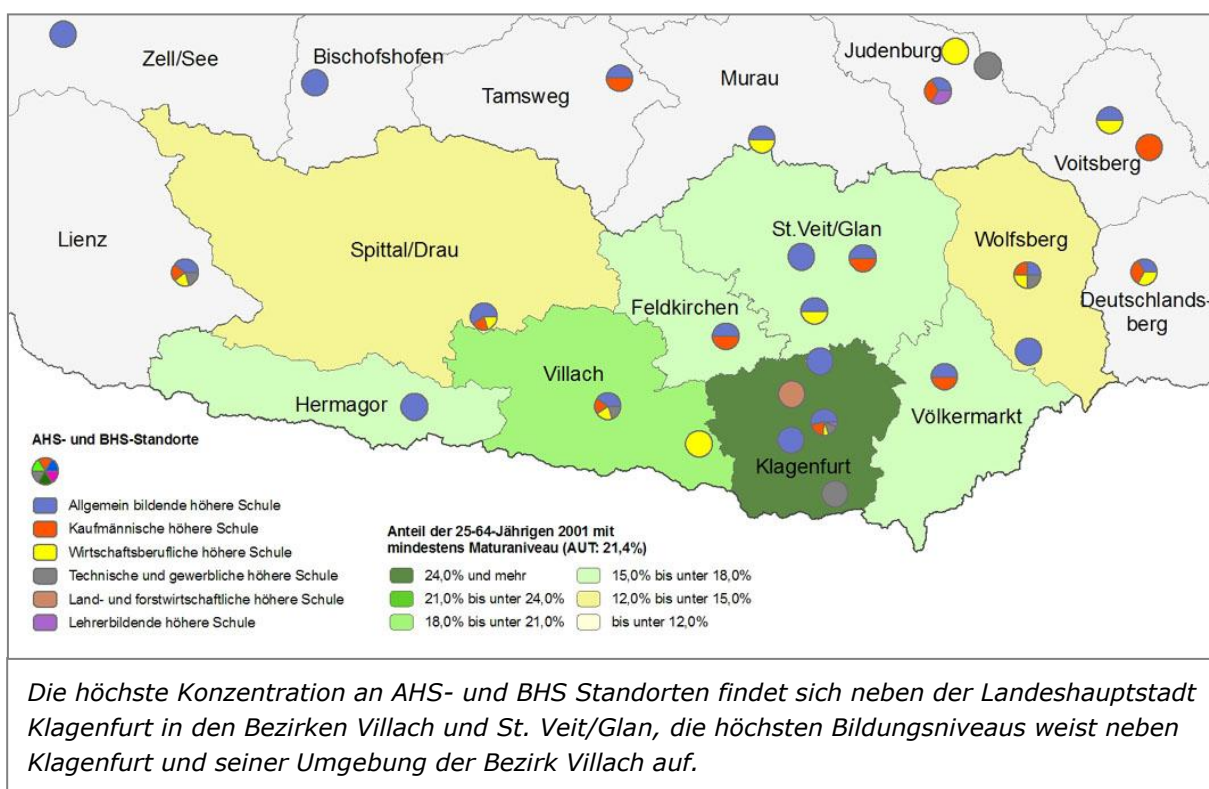 Zell/See
Bischofshofen
Tamsweg
Murau
Judenburg
Voitsberg
Lienz
Spittal/Drau
St.Veit/Glan
Wolfsberg
Feldkirchen
Deutschlands-
berg
Villach
Hermagor
Völkermarkt
Klagenfurt
AHS- und BHS-Standorte
Allgemein bildende höhere Schule
Kaufmännische höhere Schule
Wirtschaftsberufliche höhere Schule
Technische und gewerbliche höhere Schule
Land- und forstwirtschaftliche höhere Schule
Lehrerbildende höhere Schule
Anteil der 25-64-Jährigen 2001 mit
mindestens Maturaniveau (AUT: 21,4%)
24,0% und mehr
21,0% bis unter 24,0%
18,0% bis unter 21,0%
15,0% bis unter 18,0%
12,0% bis unter 15,0%
bis unter 12,0%
Die höchste Konzentration an AHS- und BHS Standorten findet sich neben der Landeshauptstadt
Klagenfurt in den Bezirken Villach und St. Veit/Glan, die höchsten Bildungsniveaus weist neben
Klagenfurt und seiner Umgebung der Bezirk Villach auf.